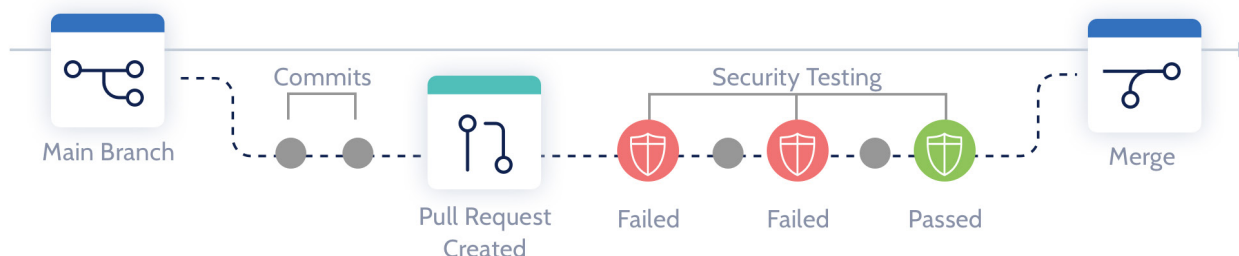 Commits
Security Testing
Main Branch
Merge
Pull Request
Created
Failed
Failed
Passed